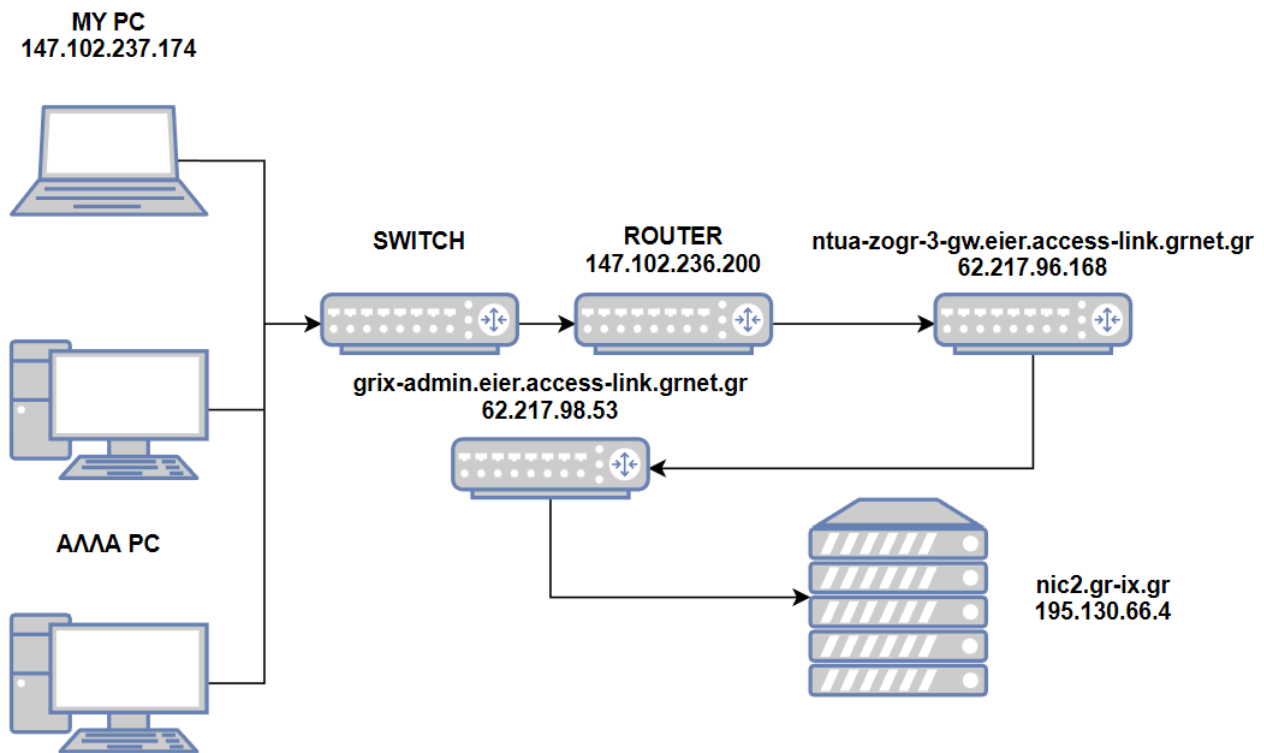 MY PC
147.102.237.174
SWITCH
ROUTER
147.102.236.200
ntua-zogr-3-gw.eier.access-link.grnet.gr
62.217.96.168
grix-admin.eier.access-link.grnet.gr
62.217.98.53
ΑΛΛΑ PC
nic2.gr-ix.gr
195.130.66.4